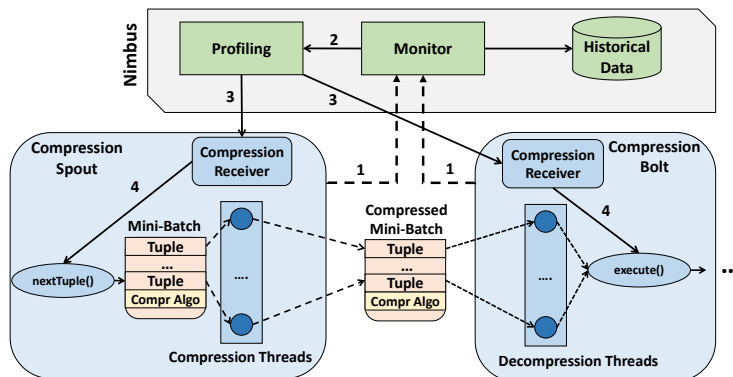 Nimbus
Profiling
2
Monitor
Historical
Data
3
3
Compression
Spout
Compression
Receiver
1
1
Compression
Receiver
Compression
Bolt
4
4
Mini-Batch
Tuple
...
Tuple
Compr Algo
nextTuple()
....
Compression Threads
Compressed
Mini-Batch
Tuple
...
Tuple
Compr Algo
....
Decompression Threads
execute()
..